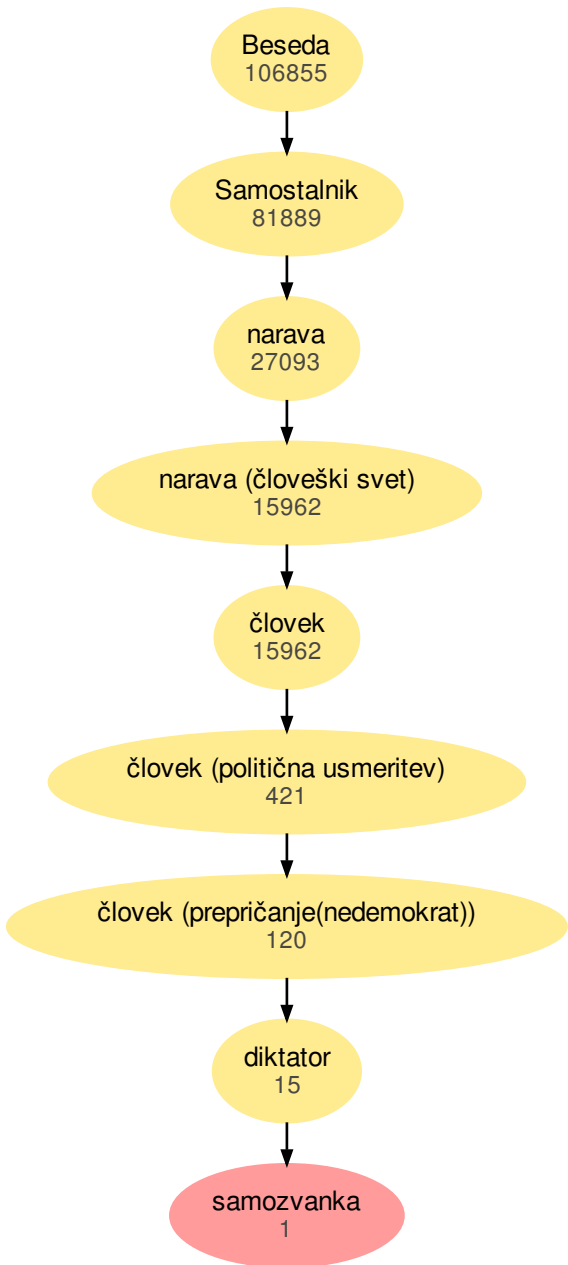 Beseda
106855
Samostalnik
81889
narava
27093
narava (človeški svet)
15962
človek
15962
človek (politična usmeritev)
421
človek (prepričanje(nedemokrat))
120
diktator
15
samozvanka
1